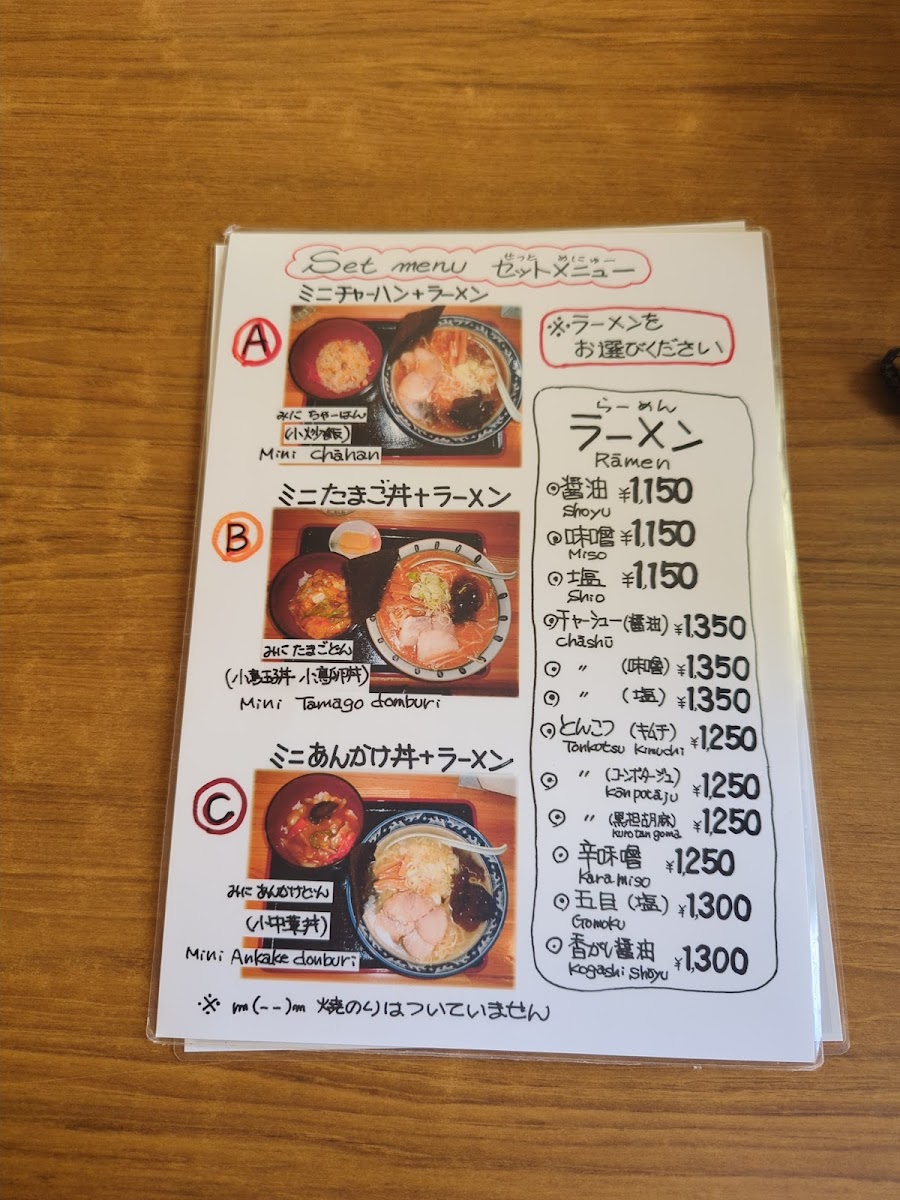 せっと めにゅー
Set menu セットメニュー
ミニチャーハン+ラーメン
A
みに ちゃーはん
(小炒飯)
Mini Chāhan
ミニたまご丼+ラーメン
B
みに たまごどん
Mini Tamago donburi
ミニあんかけ丼+ラーメン
C
みに あんかけどん
(小中華丼)
Mini Ankake donburi
※ m(--)m 焼のりはついていません
※ラーメンを
お選びください
らーめん
ラーメン
Rāmen
◎醤油 ¥1,150
Shoyu
◎味噌 ¥1,150
Miso
◎塩 ¥1,150
Shio
◎チャーシュー(醤油) ¥1,350
Chāshū
◎ 〃 (味噌) ¥1,350
◎ 〃 (塩) ¥1,350
◎とんこつ (キムチ) ¥1,250
Tonkotsu Kimuchi
◎ 〃 (コーンポタージュ) ¥1,250
Kōnpotāju
◎ 〃 (黒担胡麻) ¥1,250
Kurotangoma
◎辛味噌 ¥1,250
Kara miso
◎五目 (塩) ¥1,300
Gomoku
◎香がし醤油 ¥1,300
Kogashi Shōyu